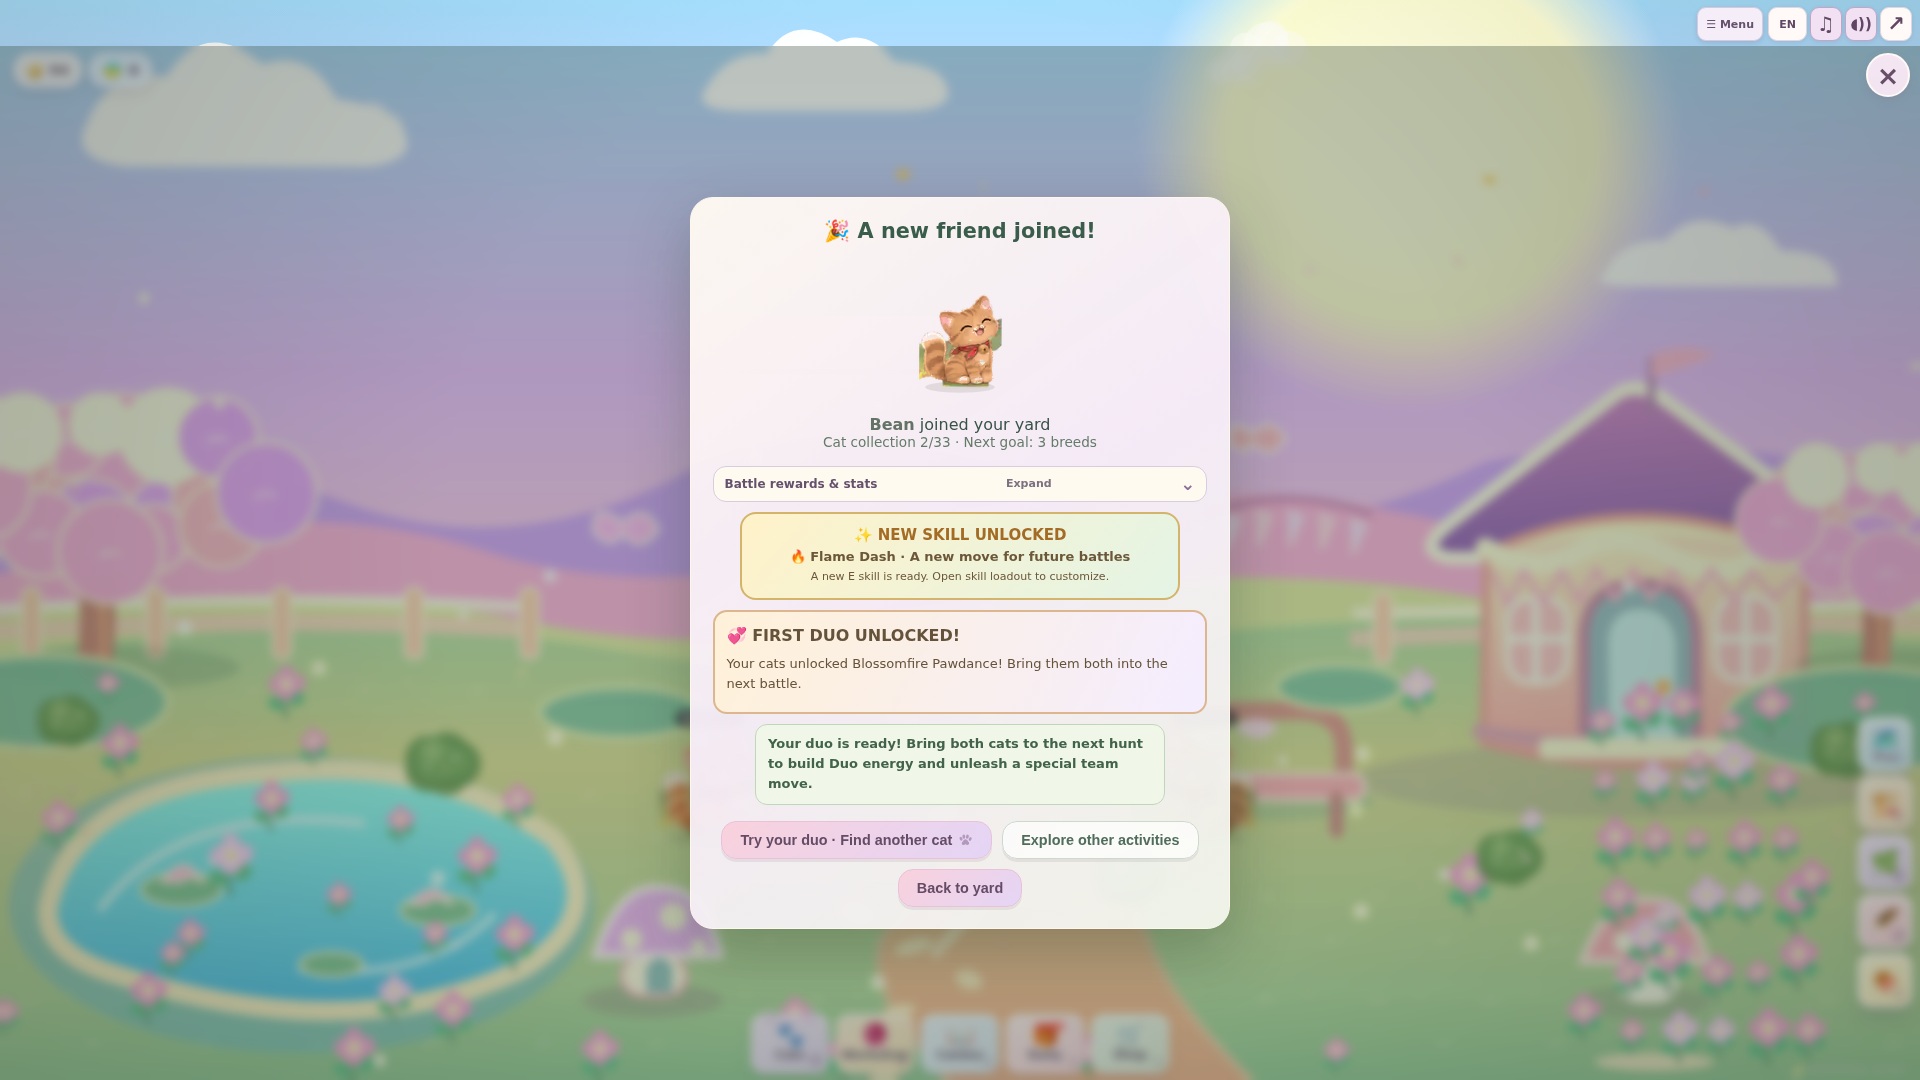 ☰ Menu
EN
🎉 A new friend joined!
Bean joined your yard
Cat collection 2/33 · Next goal: 3 breeds
Battle rewards & stats
Expand
✨ NEW SKILL UNLOCKED
🔥 Flame Dash · A new move for future battles
A new E skill is ready. Open skill loadout to customize.
💞 FIRST DUO UNLOCKED!
Your cats unlocked Blossomfire Pawdance! Bring them both into the
next battle.
Your duo is ready! Bring both cats to the next hunt
to build Duo energy and unleash a special team
move.
Try your duo · Find another cat 🐾
Explore other activities
Back to yard